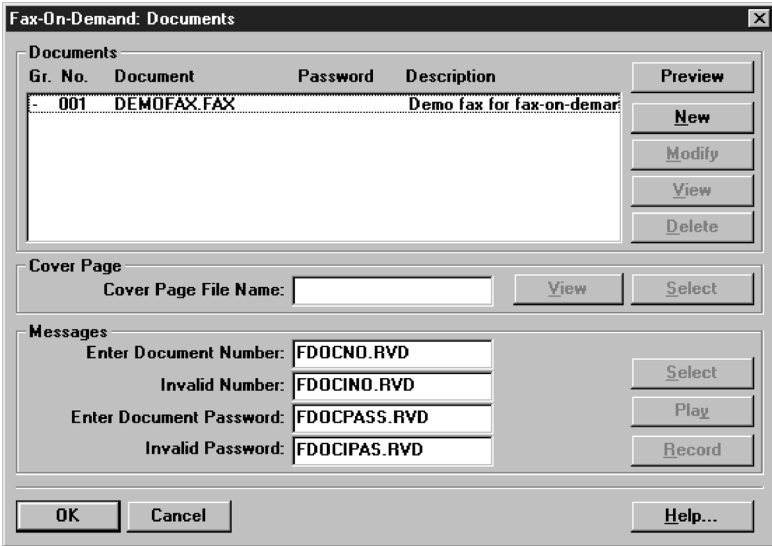 Fax-On-Demand: Documents
Documents
Gr. No. Document Password Description
- 001 DEMOFAX.FAX Demo fax for fax-on-demar
Preview
New
Modify
View
Delete
Cover Page
Cover Page File Name: View Select
Messages
Enter Document Number: FDOCNO.RVD
Invalid Number: FDOCINO.RVD
Enter Document Password: FDOCPASS.RVD
Invalid Password: FDOCIPAS.RVD
Select
Play
Record
OK Cancel Help...